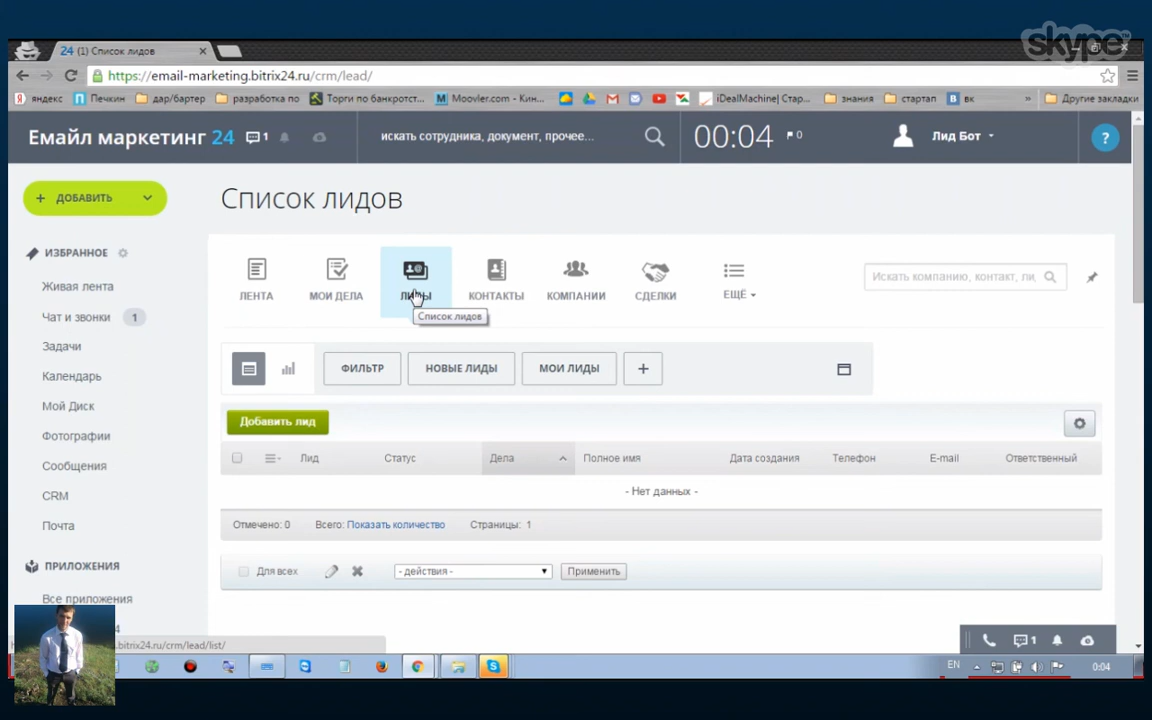 skype™
24 (1) Список лидов
https://email-marketing.bitrix24.ru/crm/lead/
яндекс Печкин дар/бартер разработка по Торги по банкротст... Moovler.com - Кин... iDealMachine| Стар... знания стартап вк » Другие закладки
Емайл маркетинг 24 1 искать сотрудника, документ, прочее... 00:04 0 Лид Бот ?
+ ДОБАВИТЬ
Список лидов
ИЗБРАННОЕ
Живая лента
Чат и звонки 1
Задачи
Календарь
Мой Диск
Фотографии
Сообщения
CRM
Почта
ПРИЛОЖЕНИЯ
Все приложения
ЛЕНТА МОИ ДЕЛА ЛИДЫ КОНТАКТЫ КОМПАНИИ СДЕЛКИ ЕЩЁ
Искать компанию, контакт, ли,
Список лидов
ФИЛЬТР НОВЫЕ ЛИДЫ МОИ ЛИДЫ +
Добавить лид
Лид Статус Дела Полное имя Дата создания Телефон E-mail Ответственный
- Нет данных -
Отмечено: 0 Всего: Показать количество Страницы: 1
Для всех - действия - Применить
.bitrix24.ru/crm/lead/list/
1
EN 0:04